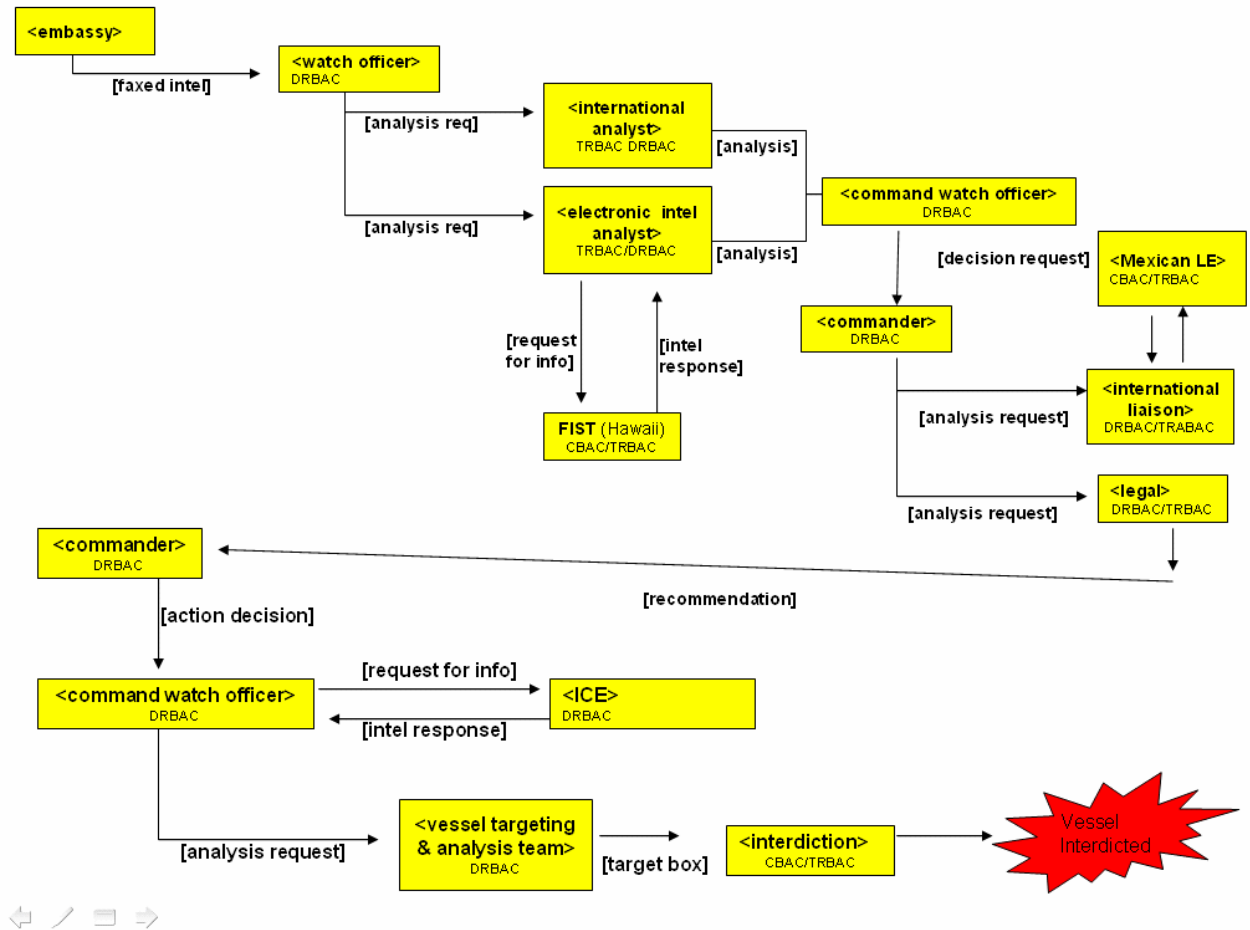 <embassy>
[faxed intel]
<watch officer>
DRBAC
[analysis req]
[analysis req]
<international
analyst>
TRBAC DRBAC
[analysis]
<electronic intel
analyst>
TRBAC/DRBAC
[analysis]
<command watch officer>
DRBAC
[decision request]
<Mexican LE>
CBAC/TRBAC
[request
for info]
[intel
response]
FIST (Hawaii)
CBAC/TRBAC
<commander>
DRBAC
[analysis request]
<international
liaison>
DRBAC/TRABAC
[analysis request]
<legal>
DRBAC/TRBAC
[recommendation]
<commander>
DRBAC
[action decision]
<command watch officer>
DRBAC
[request for info]
[intel response]
<ICE>
DRBAC
[analysis request]
<vessel targeting
& analysis team>
DRBAC
[target box]
<interdiction>
CBAC/TRBAC
Vessel
Interdicted